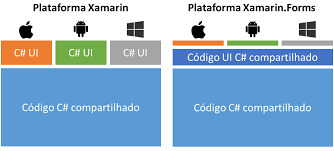 Plataforma Xamarin
C# UI
C# UI
C# UI
Código C# compartilhado
Plataforma Xamarin.Forms
Código UI C# compartilhado
Código C# compartilhado